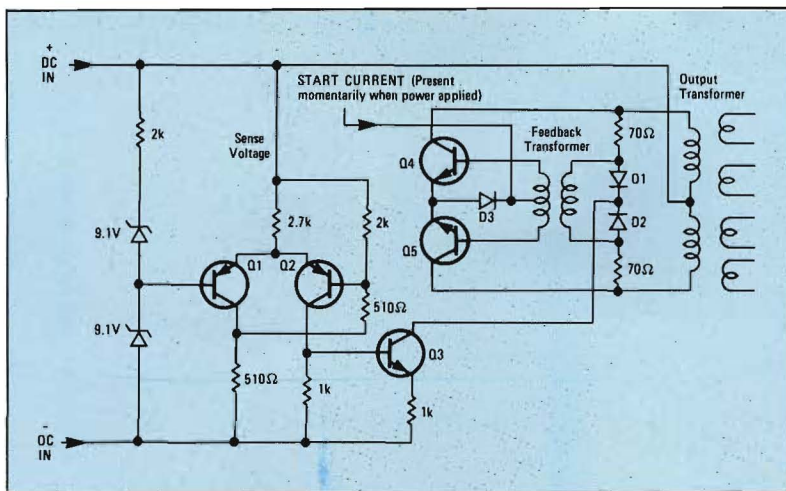 +
DC
IN
2k
9.1V
9.1V
Sense
Voltage
START CURRENT (Present
momentarily when power applied)
2.7k
2k
Q1
Q2
510Ω
510Ω
1k
Q3
1k
Q4
D3
Q5
Feedback
Transformer
70Ω
D1
D2
70Ω
Output
Transformer
−
DC
IN